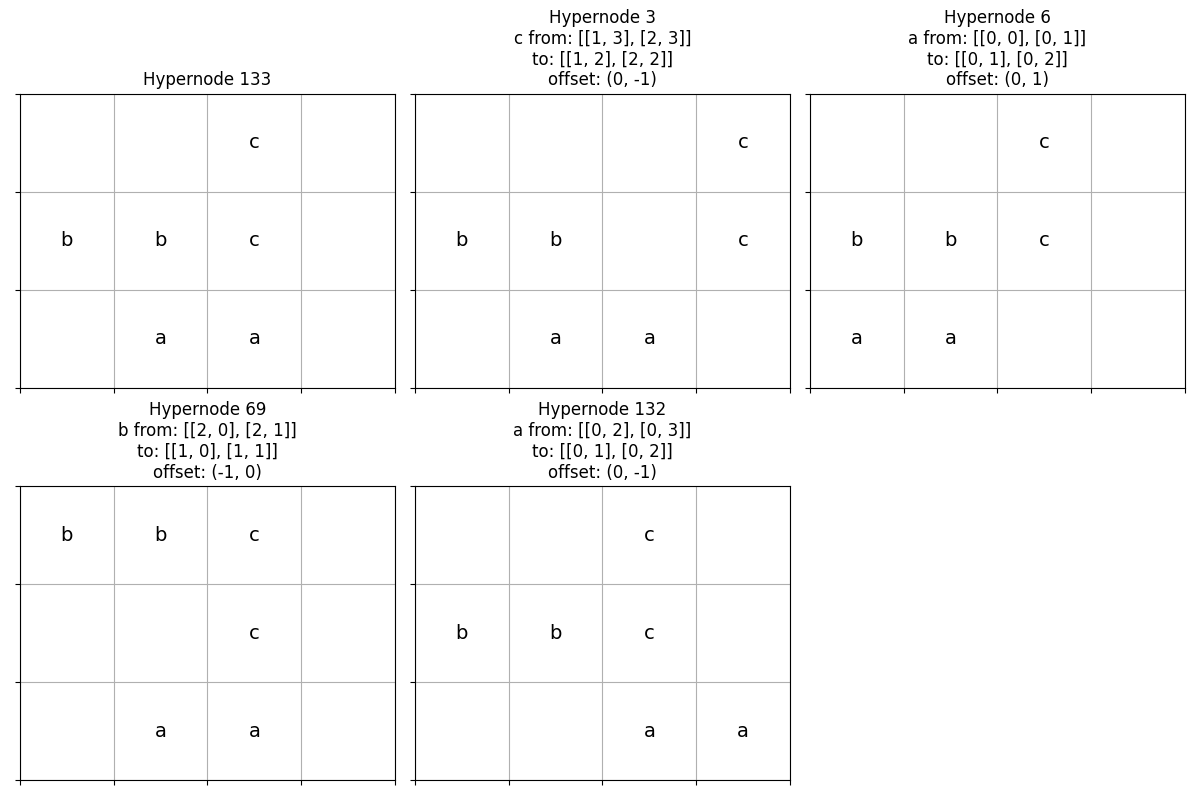 Hypernode 133
c
b b c
a a
Hypernode 3
c from: [[1, 3], [2, 3]]
to: [[1, 2], [2, 2]]
offset: (0, -1)
c
b b c
a a
Hypernode 6
a from: [[0, 0], [0, 1]]
to: [[0, 1], [0, 2]]
offset: (0, 1)
c
b b c
a a
Hypernode 69
b from: [[2, 0], [2, 1]]
to: [[1, 0], [1, 1]]
offset: (-1, 0)
b b c
c
a a
Hypernode 132
a from: [[0, 2], [0, 3]]
to: [[0, 1], [0, 2]]
offset: (0, -1)
c
b b c
a a